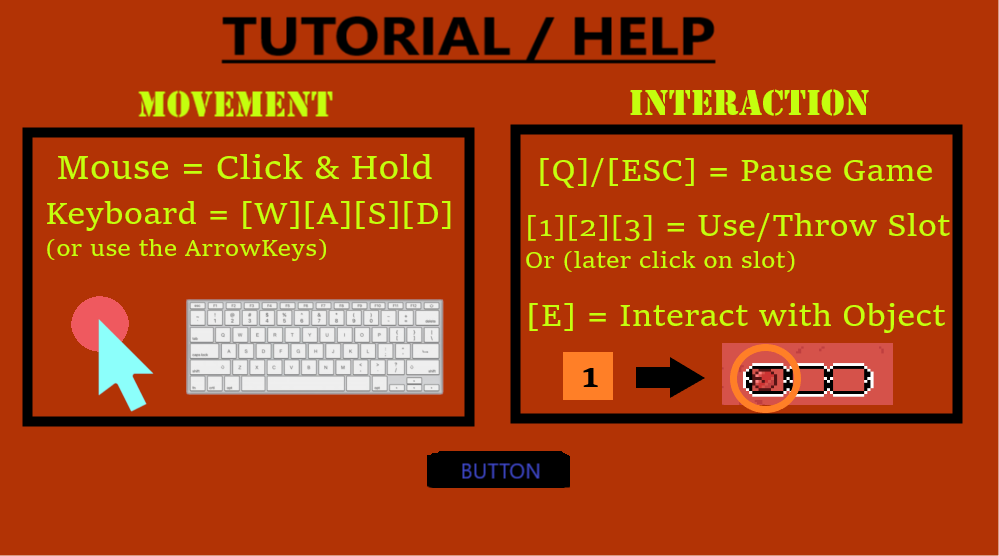 TUTORIAL / HELP
MOVEMENT
Mouse = Click & Hold
Keyboard = [W][A][S][D]
(or use the ArrowKeys)
INTERACTION
[Q]/[ESC] = Pause Game
[1][2][3] = Use/Throw Slot
Or (later click on slot)
[E] = Interact with Object
1
BUTTON